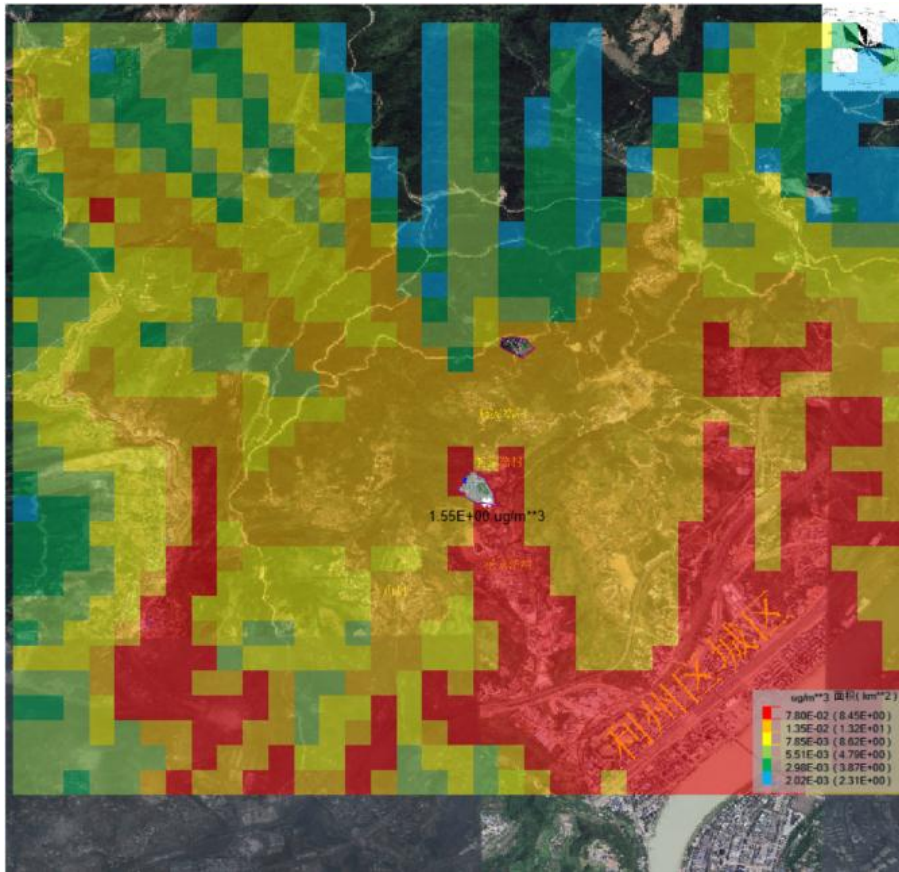 1.55E+00 ug/m**3
利州区城区
ug/m**3 面积( km**2 )
7.80E-02 ( 8.45E+00 )
1.35E-02 ( 1.32E+01 )
7.85E-03 ( 8.62E+00 )
5.51E-03 ( 4.79E+00 )
2.98E-03 ( 3.87E+00 )
2.02E-03 ( 2.31E+00 )